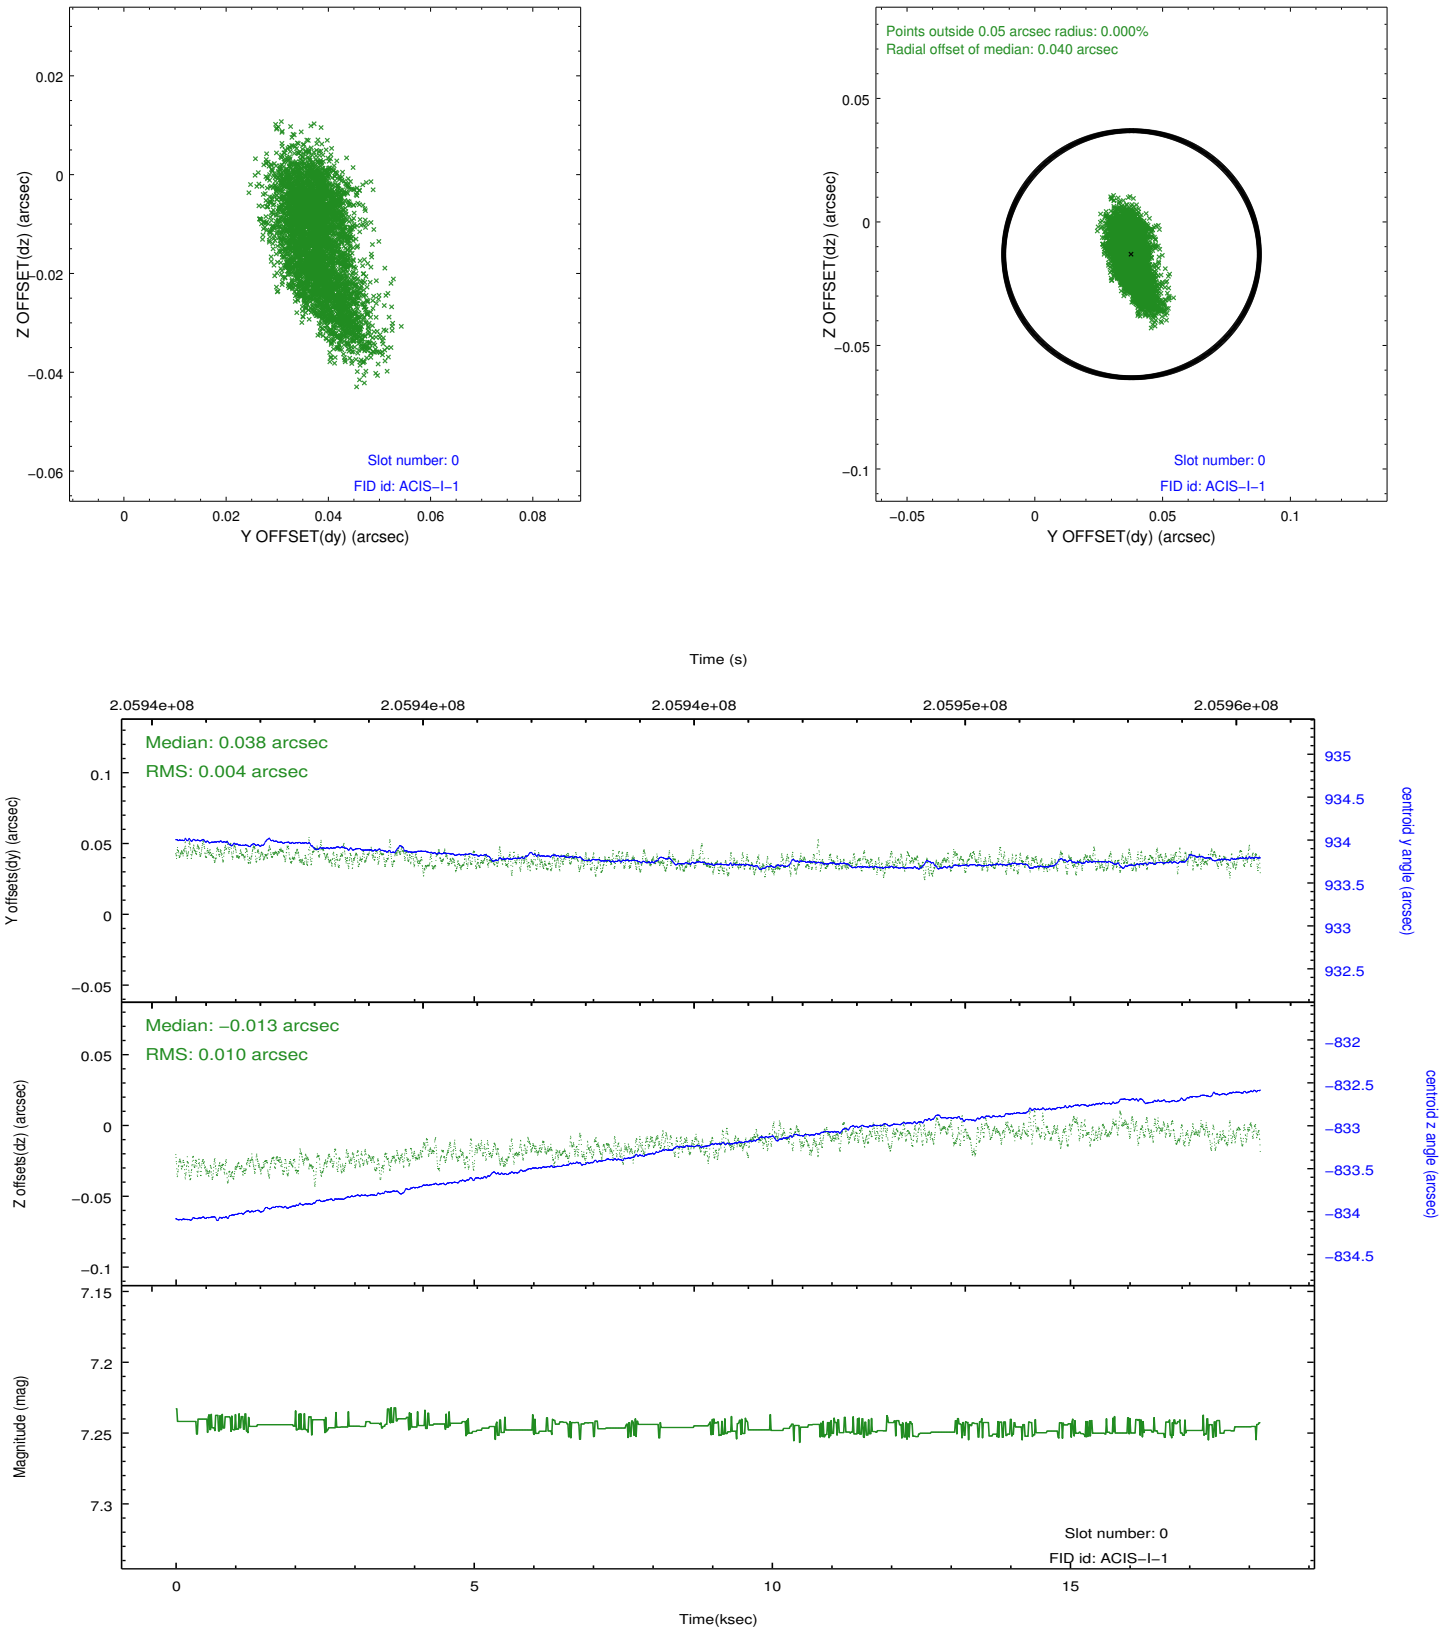 0.02
0
−0.02
−0.04
−0.06
Z OFFSET(dz) (arcsec)
Slot number: 0
FID id: ACIS−I−1
0
0.02
0.04
0.06
0.08
Y OFFSET(dy) (arcsec)
Points outside 0.05 arcsec radius: 0.000%
Radial offset of median: 0.040 arcsec
0.05
0
−0.05
−0.1
Z OFFSET(dz) (arcsec)
Slot number: 0
FID id: ACIS−I−1
−0.05
0
0.05
0.1
Y OFFSET(dy) (arcsec)
Time (s)
2.0594e+08
2.0594e+08
2.0594e+08
2.0595e+08
2.0596e+08
Median: 0.038 arcsec
RMS: 0.004 arcsec
0.1
0.05
0
−0.05
Y offsets(dy) (arcsec)
935
934.5
934
933.5
933
932.5
centroid y angle (arcsec)
Median: −0.013 arcsec
RMS: 0.010 arcsec
0.05
0
−0.05
−0.1
Z offsets(dz) (arcsec)
−832
−832.5
−833
−833.5
−834
−834.5
centroid z angle (arcsec)
7.15
7.2
7.25
7.3
Magnitude (mag)
Slot number: 0
FID id: ACIS−I−1
0
5
10
15
Time(ksec)